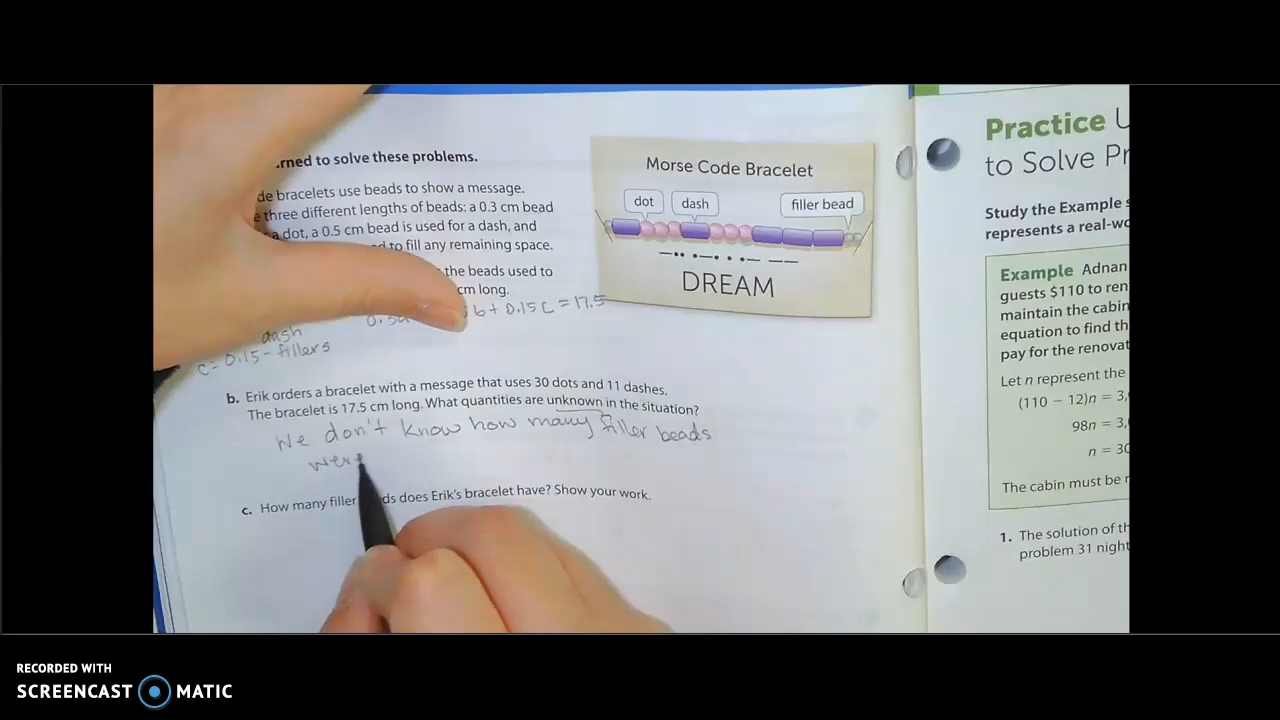 rned to solve these problems.
de bracelets use beads to show a message.
three different lengths of beads: a 0.3 cm bead
a dot, a 0.5 cm bead is used for a dash, and
to fill any remaining space.
the beads used to
cm long.
b + 0.15c = 17.5
dash
c = 0.15 - fillers
b. Erik orders a bracelet with a message that uses 30 dots and 11 dashes.
The bracelet is 17.5 cm long. What quantities are unknown in the situation?
We don't know how many filler beads
were
c. How many filler ds does Erik's bracelet have? Show your work.
Morse Code Bracelet
dot dash filler bead
DREAM
Practice U
to Solve Pr
Study the Example s
represents a real-wo
Example Adnan
guests $110 to ren
maintain the cabin
equation to find th
pay for the renovat
Let n represent the
(110 − 12)n = 3,
98n = 3,
n = 30
The cabin must be r
1. The solution of th
problem 31 night
RECORDED WITH
SCREENCAST MATIC